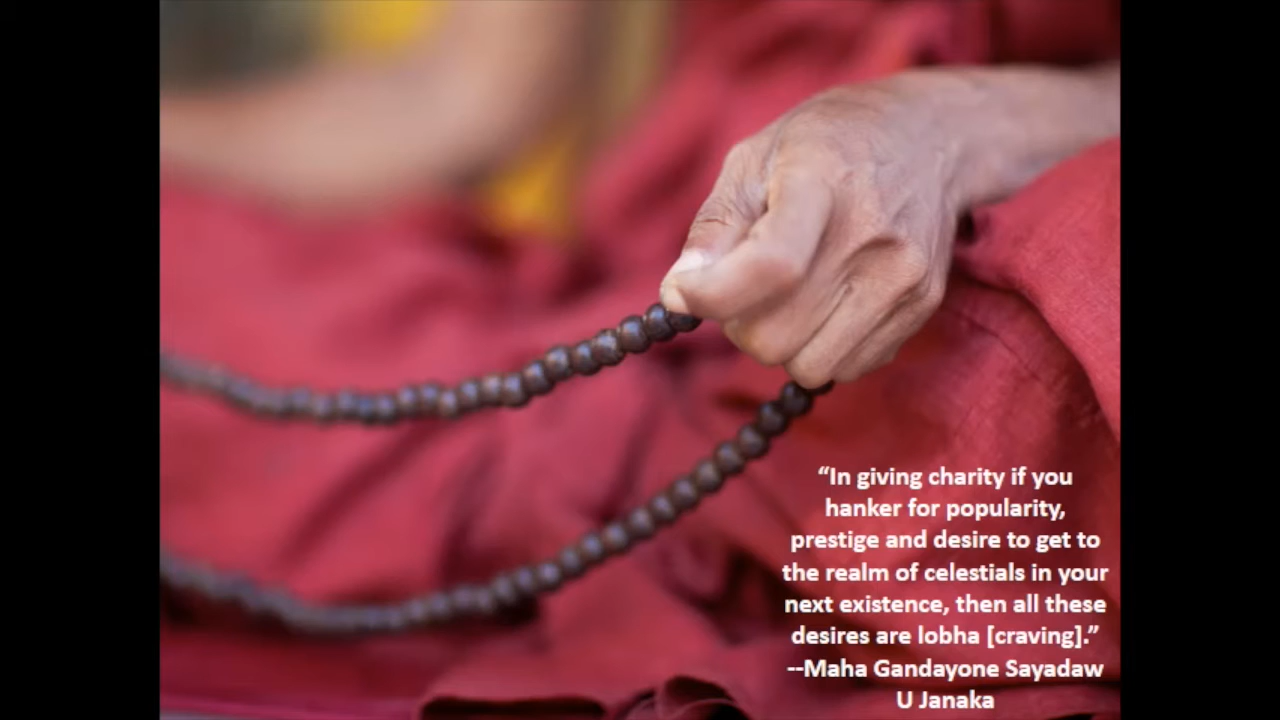 “In giving charity if you
hanker for popularity,
prestige and desire to get to
the realm of celestials in your
next existence, then all these
desires are lobha [craving].”
--Maha Gandayone Sayadaw
U Janaka